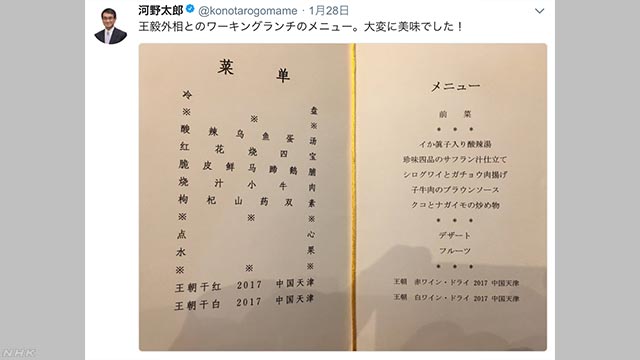 河野太郎 @konotarogomame・1月28日
王毅外相とのワーキングランチのメニュー。大変に美味でした！
菜 单
冷 盘
※ ※ ※
酸 辣 乌 鱼 蛋 汤
红 花 烧 四 宝
脆 皮 鲜 马 蹄 鹅 脯
烧 汁 小 牛 肉
枸 杞 山 药 双 素
※ ※ ※
点 心
水 果
※ ※ ※
王朝干红 2017 中国天津
王朝干白 2017 中国天津
メニュー
前 菜
* * *
イか真子入り酸辣湯
珍味四品のサフラン汁仕立て
シログワイとガチョウ肉揚げ
子牛肉のブラウンソース
クコとナガイモの炒め物
* * *
デザート
フルーツ
* * *
王朝 赤ワイン・ドライ 2017 中国天津
王朝 白ワイン・ドライ 2017 中国天津
NHK